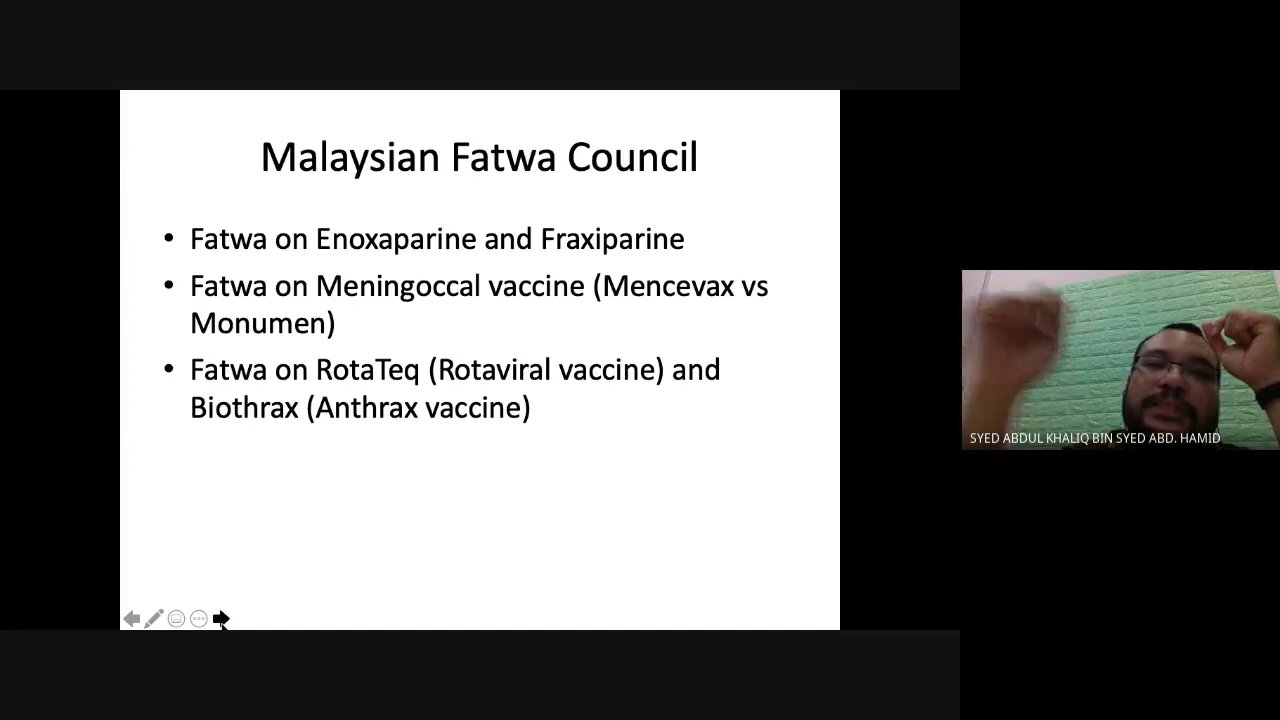 Malaysian Fatwa Council
• Fatwa on Enoxaparine and Fraxiparine
• Fatwa on Meningoccal vaccine (Mencevax vs
Monumen)
• Fatwa on RotaTeq (Rotaviral vaccine) and
Biothrax (Anthrax vaccine)
SYED ABDUL KHALIQ BIN SYED ABD. HAMID